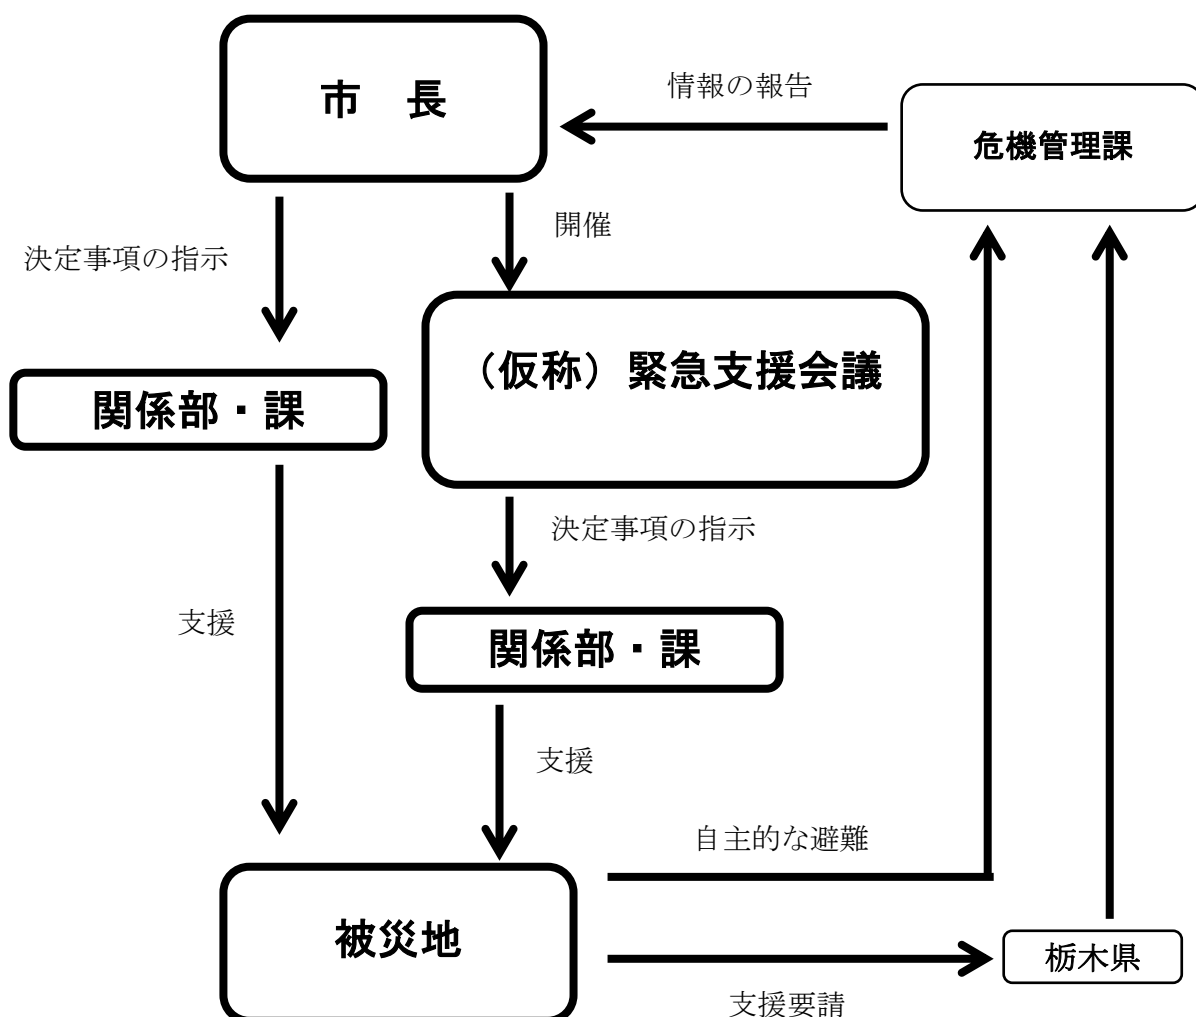 市　長
情報の報告
危機管理課
開催
決定事項の指示
（仮称）緊急支援会議
関係部・課
決定事項の指示
支援
関係部・課
支援
自主的な避難
被災地
栃木県
支援要請